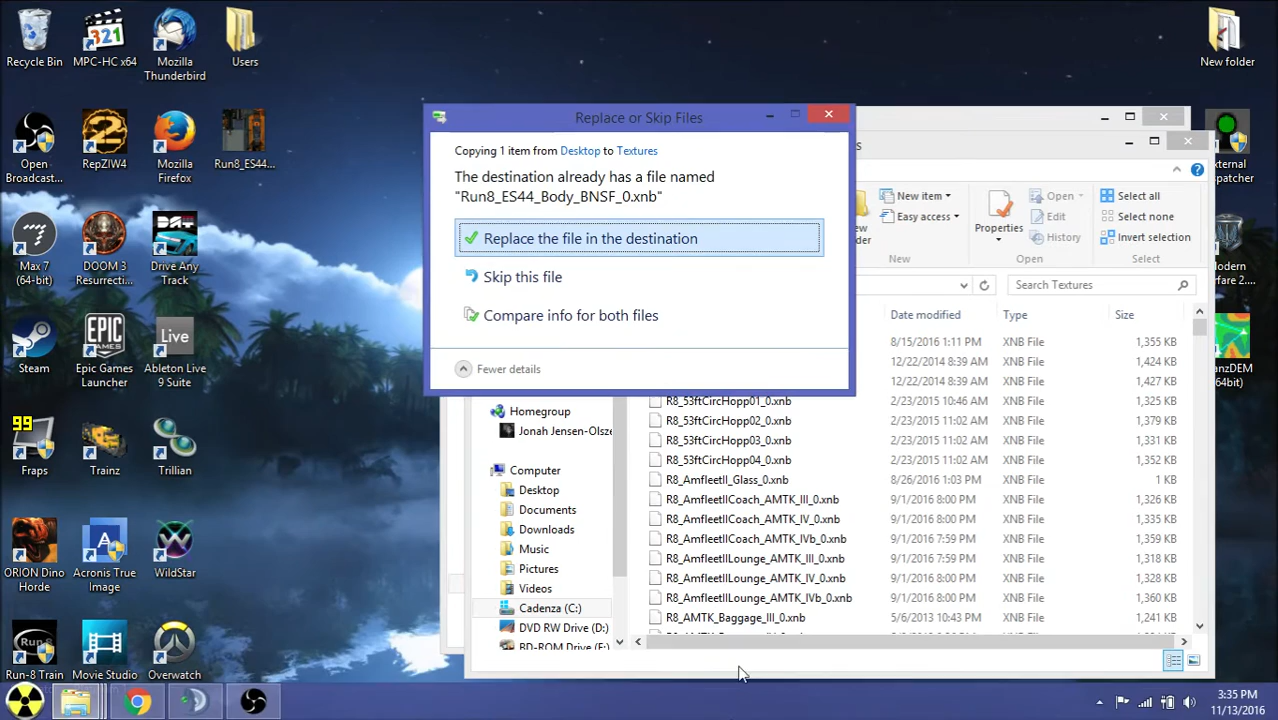 Recycle Bin
MPC-HC x64
Mozilla
Thunderbird
Users
New folder
Open
Broadcast...
RepZIW4
Mozilla
Firefox
Run8_ES44...
Max 7
(64-bit)
DOOM 3
Resurrecti...
Drive Any
Track
Steam
Epic Games
Launcher
Ableton Live
9 Suite
Live
99
Fraps
Trainz
Trillian
ORION Dino
Horde
Acronis True
Image
WildStar
Run-8 Train
Movie Studio
Overwatch
Replace or Skip Files
Copying 1 item from Desktop to Textures
The destination already has a file named
"Run8_ES44_Body_BNSF_0.xnb"
Replace the file in the destination
Skip this file
Compare info for both files
Fewer details
New item
Easy access
New
Properties
Open
Edit
History
Open
Select all
Select none
Invert selection
Select
Search Textures
Date modified
Type
Size
8/15/2016 1:11 PM XNB File 1,355 KB
12/22/2014 8:39 AM XNB File 1,424 KB
12/22/2014 8:39 AM XNB File 1,427 KB
R8_53ftCircHopp01_0.xnb 2/23/2015 10:46 AM XNB File 1,325 KB
R8_53ftCircHopp02_0.xnb 2/23/2015 11:02 AM XNB File 1,379 KB
R8_53ftCircHopp03_0.xnb 2/23/2015 11:02 AM XNB File 1,331 KB
R8_53ftCircHopp04_0.xnb 2/23/2015 11:02 AM XNB File 1,352 KB
R8_AmfleetII_Glass_0.xnb 8/26/2016 1:03 PM XNB File 1 KB
R8_AmfleetIICoach_AMTK_III_0.xnb 9/1/2016 8:00 PM XNB File 1,326 KB
R8_AmfleetIICoach_AMTK_IV_0.xnb 9/1/2016 8:00 PM XNB File 1,335 KB
R8_AmfleetIICoach_AMTK_IVb_0.xnb 9/1/2016 7:59 PM XNB File 1,369 KB
R8_AmfleetIILounge_AMTK_III_0.xnb 9/1/2016 7:59 PM XNB File 1,318 KB
R8_AmfleetIILounge_AMTK_IV_0.xnb 9/1/2016 8:00 PM XNB File 1,328 KB
R8_AmfleetIILounge_AMTK_IVb_0.xnb 9/1/2016 8:00 PM XNB File 1,360 KB
R8_AMTK_Baggage_III_0.xnb 5/6/2013 10:43 PM XNB File 1,241 KB
Homegroup
Jonah Jensen-Olsze
Computer
Desktop
Documents
Downloads
Music
Pictures
Videos
Cadenza (C:)
DVD RW Drive (D:)
BD-ROM Drive (E:)
3:35 PM
11/13/2016